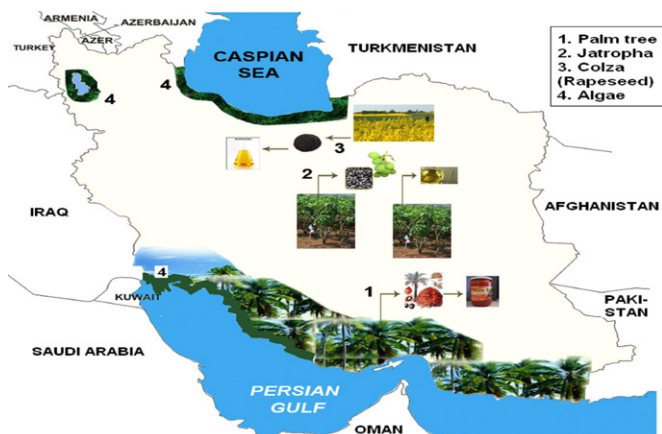 ARMENIA
AZERBAIJAN
TURKEY
AZER
CASPIAN
SEA
TURKMENISTAN
1. Palm tree
2. Jatropha
3. Colza
(Rapeseed)
4. Algae
4
4
3
2
IRAQ
AFGHANISTAN
4
KUWAIT
1
PAKI-
STAN
SAUDI ARABIA
PERSIAN
GULF
OMAN